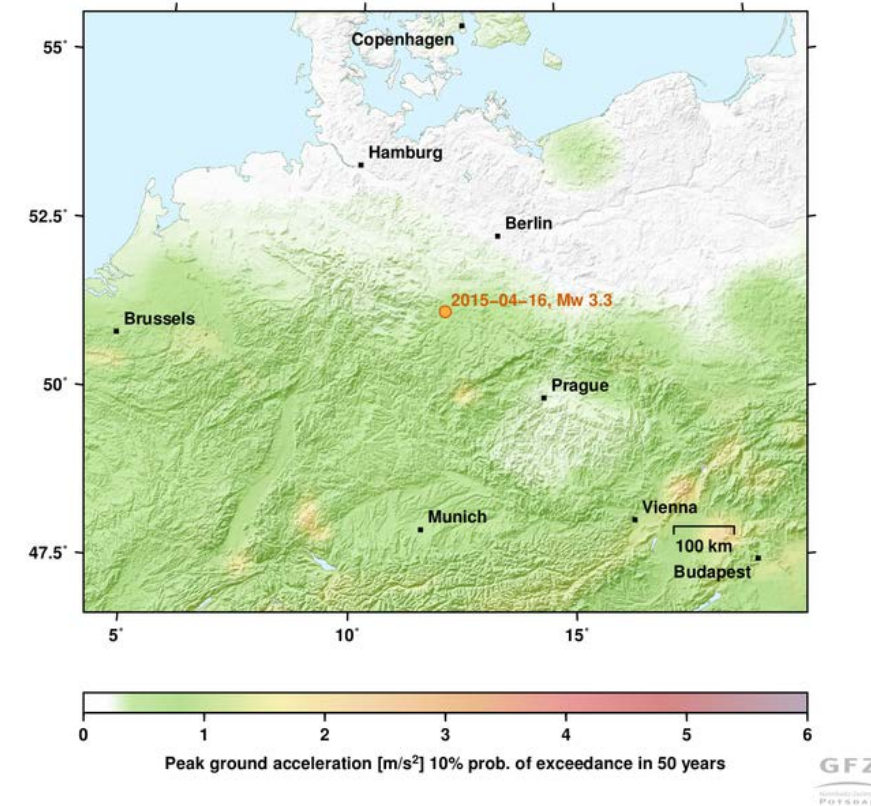 55°
Copenhagen
Hamburg
52.5°
Berlin
2015–04–16, Mw 3.3
Brussels
50°
Prague
Munich
Vienna
100 km
47.5°
Budapest
5°
10°
15°
0
1
2
3
4
5
6
Peak ground acceleration [m/s²] 10% prob. of exceedance in 50 years
GFZ
POTSDAM